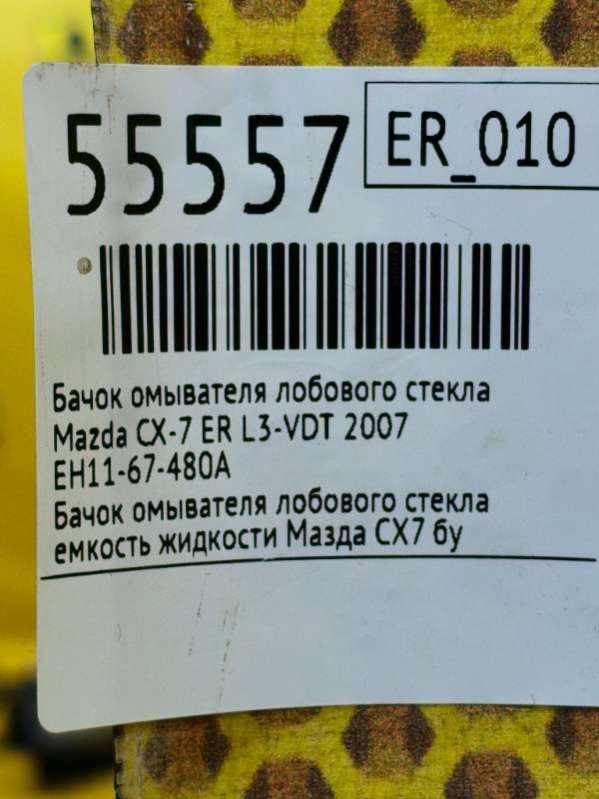 55557
ER_010
Бачок омывателя лобового стекла
Mazda CX-7 ER L3-VDT 2007
EH11-67-480A
Бачок омывателя лобового стекла
емкость жидкости Мазда СХ7 бу